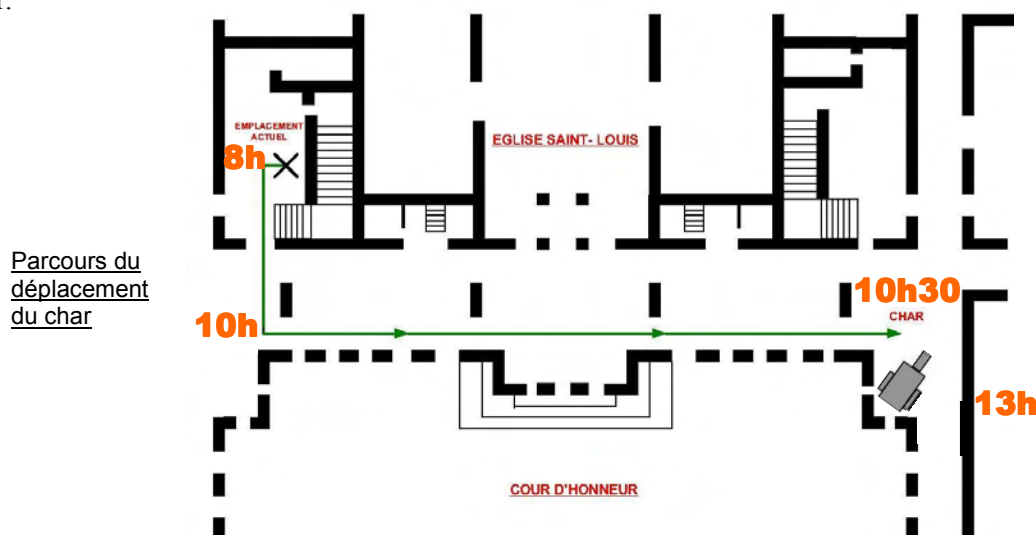 EMPLACEMENT
ACTUEL
8h
EGLISE SAINT- LOUIS
Parcours du
déplacement
du char
10h
10h30
CHAR
13h
COUR D'HONNEUR